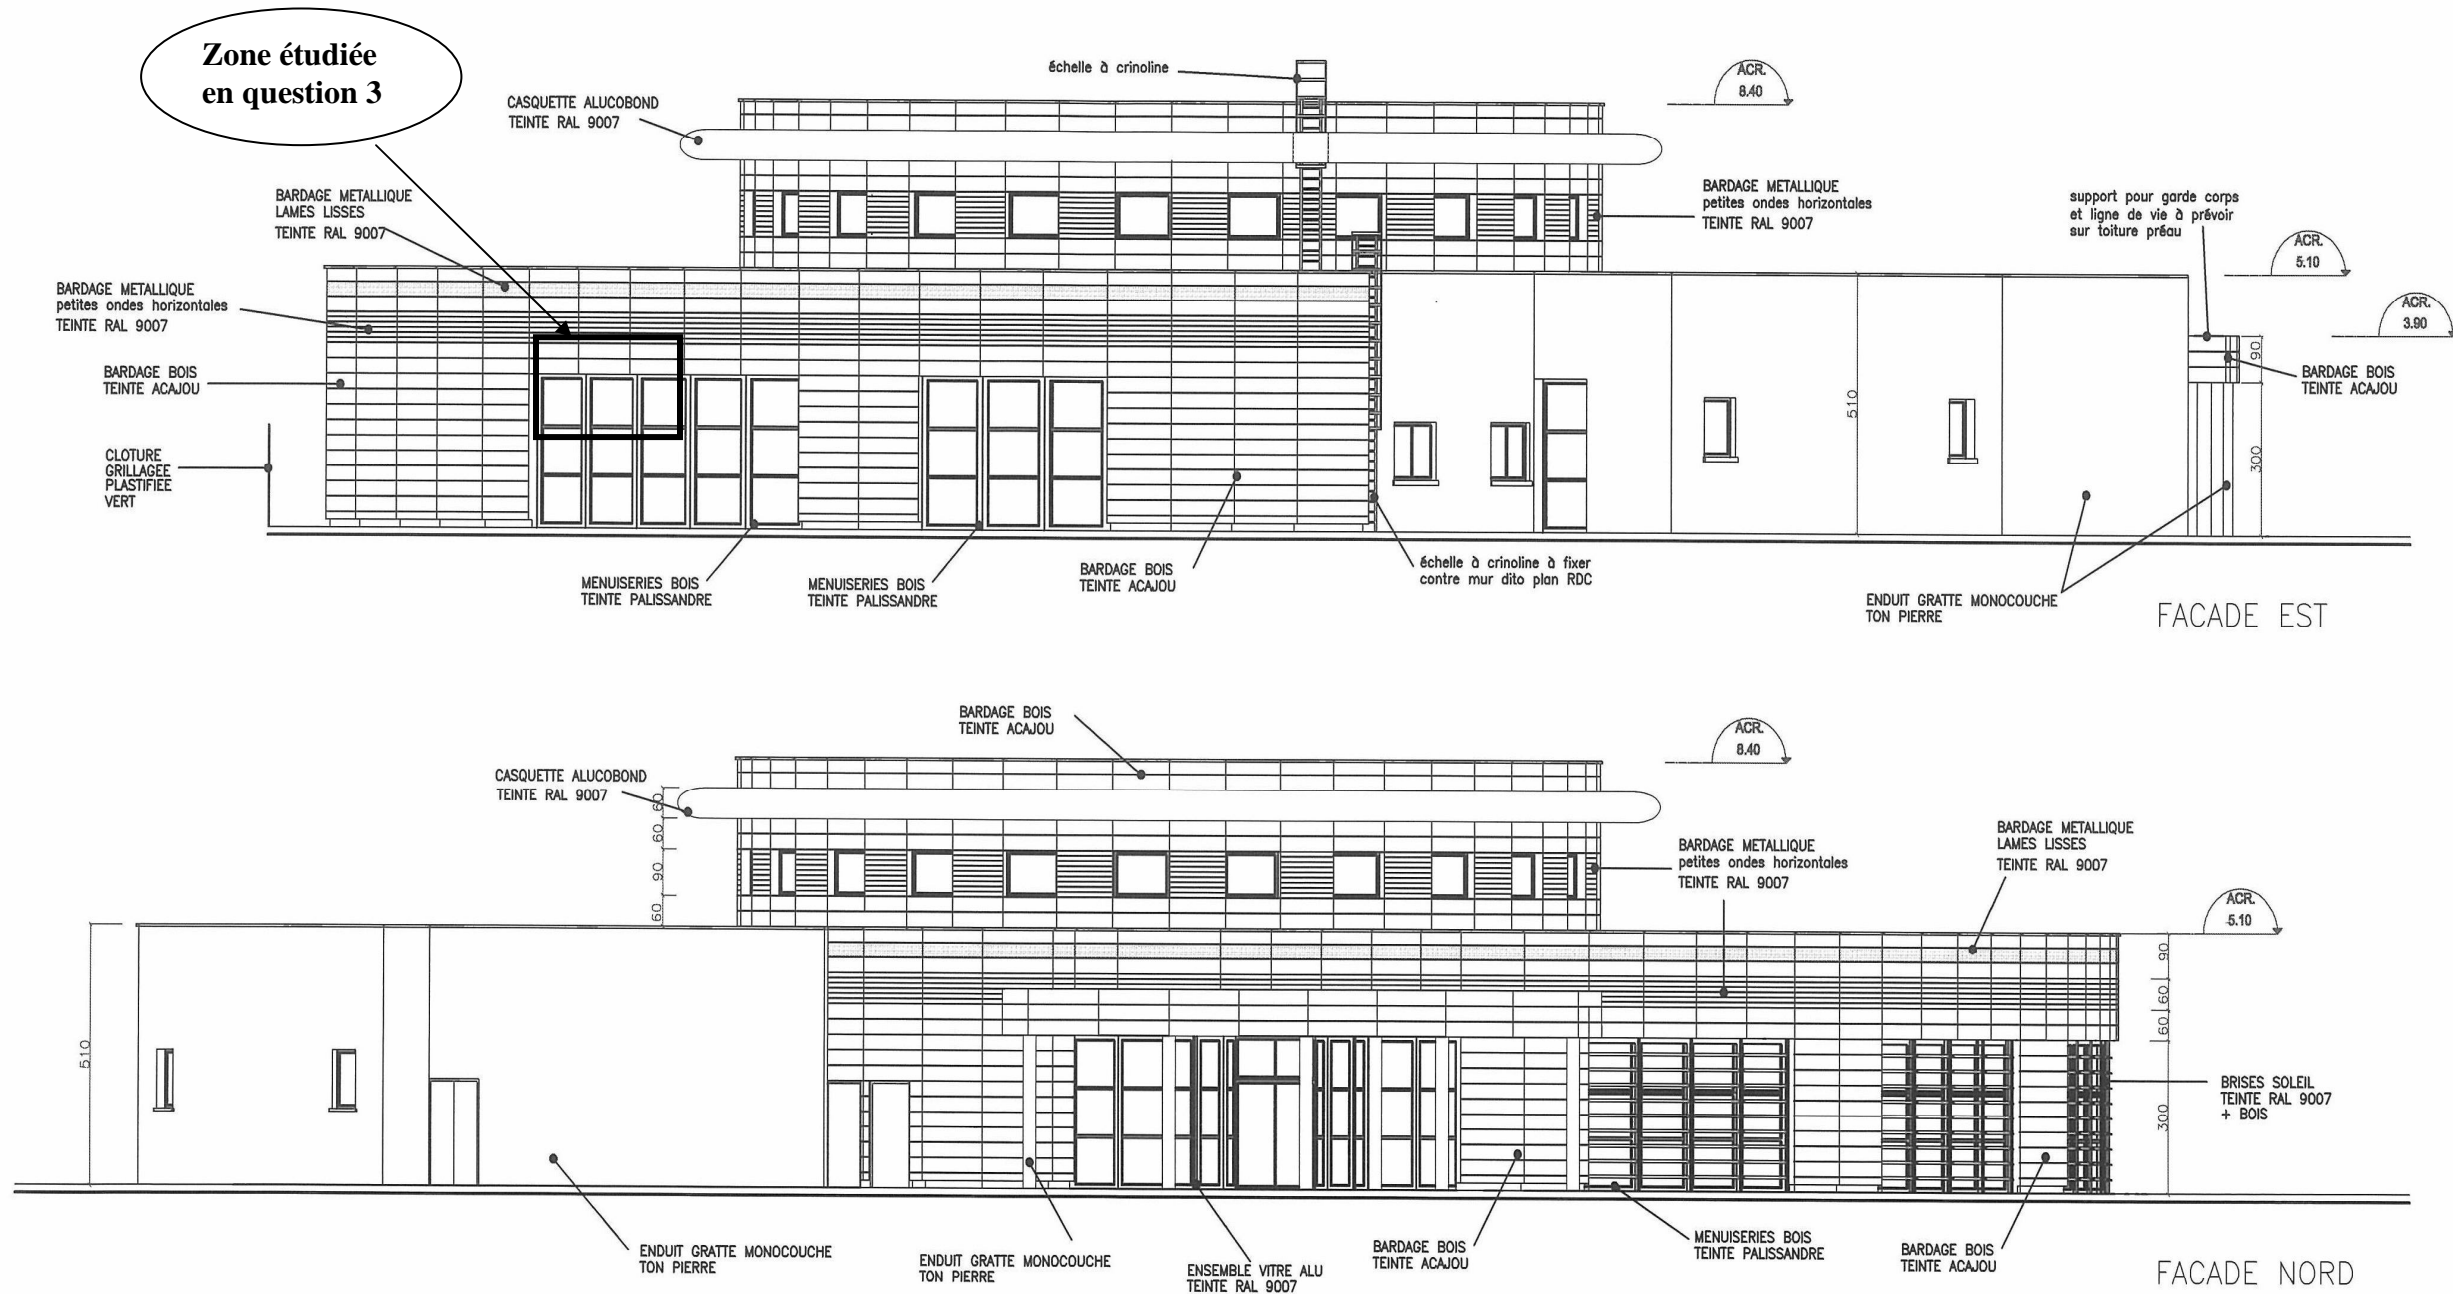 Zone étudiée
en question 3
échelle à crinoline
ACR.
8.40
CASQUETTE ALUCOBOND
TEINTE RAL 9007
BARDAGE METALLIQUE
LAMES LISSES
TEINTE RAL 9007
BARDAGE METALLIQUE
petites ondes horizontales
TEINTE RAL 9007
support pour garde corps
et ligne de vie à prévoir
sur toiture préau
ACR.
5.10
BARDAGE METALLIQUE
petites ondes horizontales
TEINTE RAL 9007
ACR.
3.90
BARDAGE BOIS
TEINTE ACAJOU
90
BARDAGE BOIS
TEINTE ACAJOU
510
300
CLOTURE
GRILLAGEE
PLASTIFIEE
VERT
MENUISERIES BOIS
TEINTE PALISSANDRE
MENUISERIES BOIS
TEINTE PALISSANDRE
BARDAGE BOIS
TEINTE ACAJOU
échelle à crinoline à fixer
contre mur dito plan RDC
ENDUIT GRATTE MONOCOUCHE
TON PIERRE
FACADE EST
BARDAGE BOIS
TEINTE ACAJOU
ACR.
8.40
CASQUETTE ALUCOBOND
TEINTE RAL 9007
60
60
90
60
BARDAGE METALLIQUE
petites ondes horizontales
TEINTE RAL 9007
BARDAGE METALLIQUE
LAMES LISSES
TEINTE RAL 9007
ACR.
5.10
90
60
60
510
300
BRISES SOLEIL
TEINTE RAL 9007
+ BOIS
ENDUIT GRATTE MONOCOUCHE
TON PIERRE
ENDUIT GRATTE MONOCOUCHE
TON PIERRE
ENSEMBLE VITRE ALU
TEINTE RAL 9007
BARDAGE BOIS
TEINTE ACAJOU
MENUISERIES BOIS
TEINTE PALISSANDRE
BARDAGE BOIS
TEINTE ACAJOU
FACADE NORD